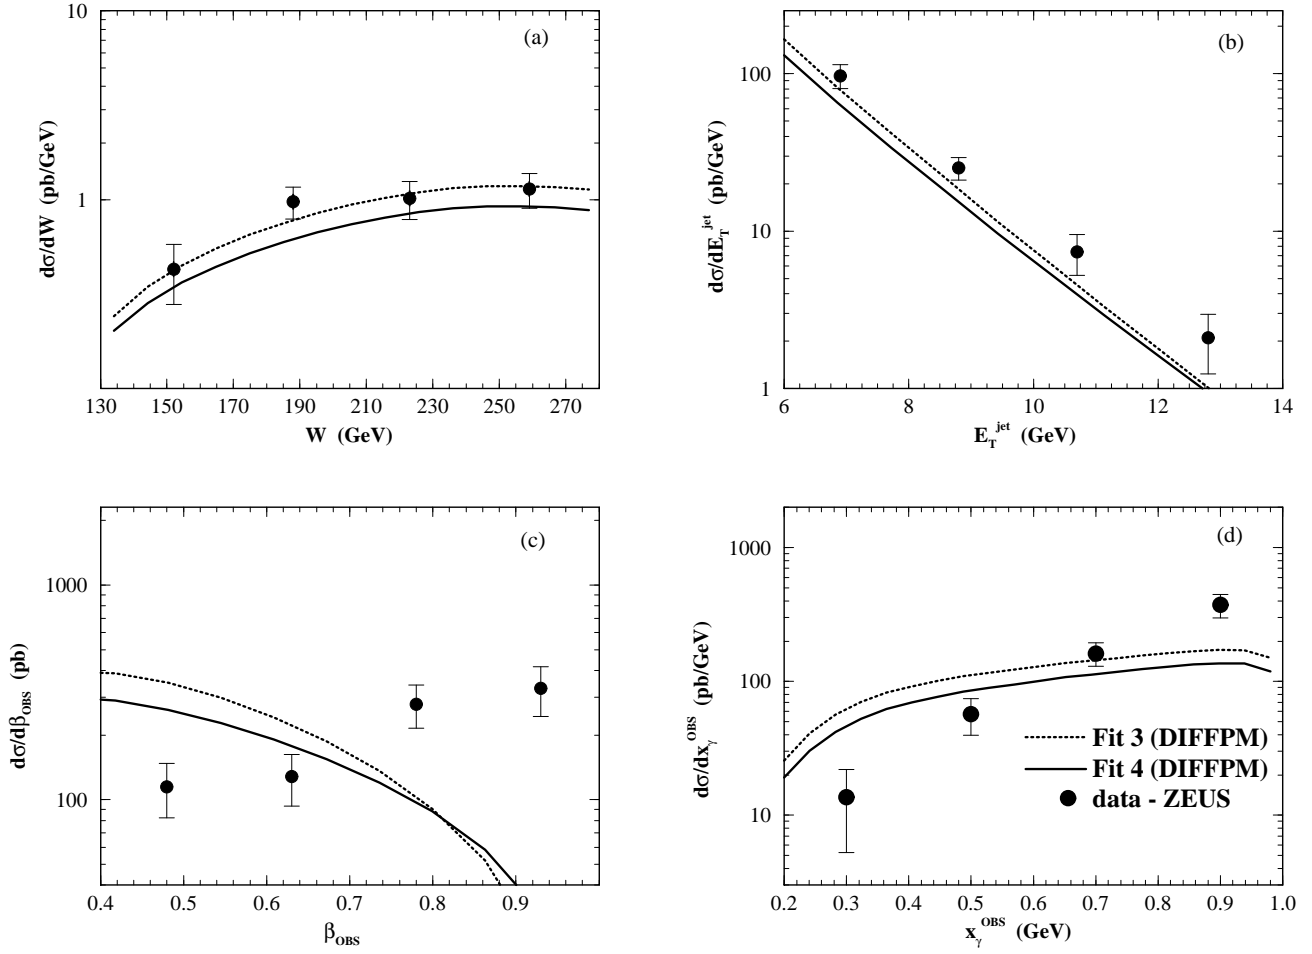 (a)
10
1
dσ/dW (pb/GeV)
130 150 170 190 210 230 250 270
W (GeV)
(b)
100
10
1
dσ/dE_T^jet (pb/GeV)
6 8 10 12 14
E_T^jet (GeV)
(c)
1000
100
dσ/dβ_OBS (pb)
0.4 0.5 0.6 0.7 0.8 0.9
β_OBS
(d)
1000
100
10
dσ/dx_γ^OBS (pb/GeV)
Fit 3 (DIFFPM)
Fit 4 (DIFFPM)
data - ZEUS
0.2 0.3 0.4 0.5 0.6 0.7 0.8 0.9 1.0
x_γ^OBS (GeV)